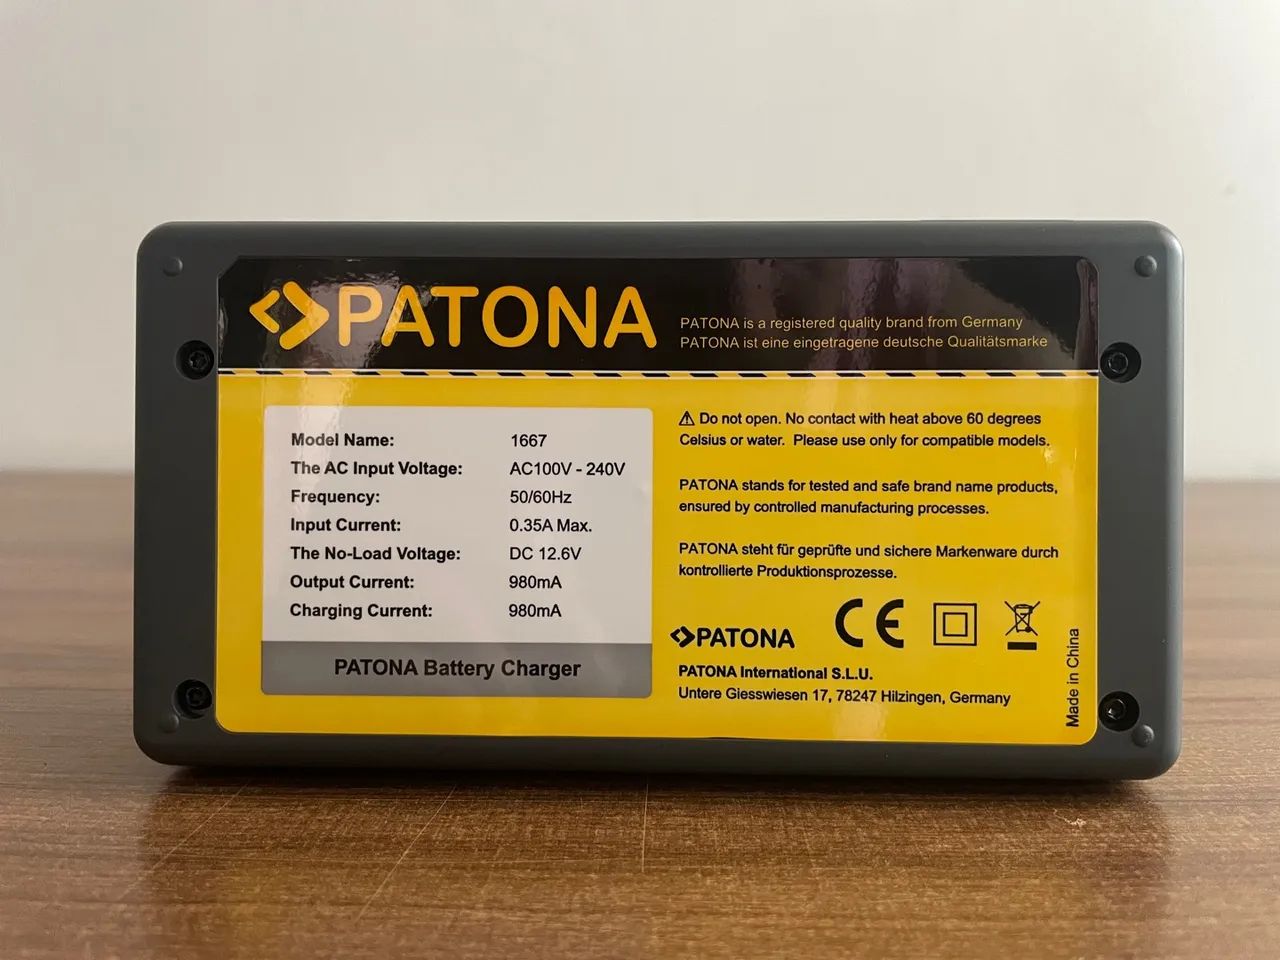 PATONA
PATONA is a registered quality brand from Germany
PATONA ist eine eingetragene deutsche Qualitätsmarke
Model Name: 1667
The AC Input Voltage: AC100V - 240V
Frequency: 50/60Hz
Input Current: 0.35A Max.
The No-Load Voltage: DC 12.6V
Output Current: 980mA
Charging Current: 980mA
PATONA Battery Charger
⚠ Do not open. No contact with heat above 60 degrees
Celsius or water. Please use only for compatible models.
PATONA stands for tested and safe brand name products,
ensured by controlled manufacturing processes.
PATONA steht für geprüfte und sichere Markenware durch
kontrollierte Produktionsprozesse.
PATONA CE
PATONA International S.L.U.
Untere Giesswiesen 17, 78247 Hilzingen, Germany
Made in China